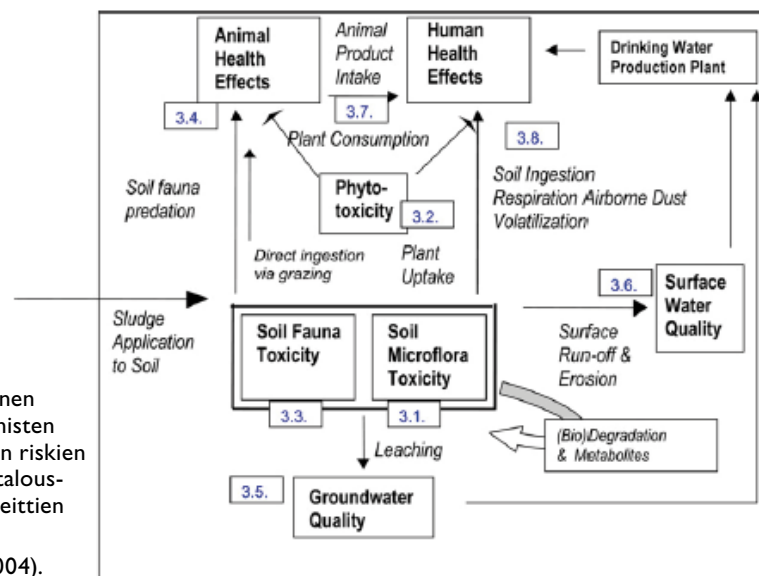 Animal
Health
Effects
3.4.
Animal
Product
Intake
3.7.
Human
Health
Effects
Drinking Water
Production Plant
Plant Consumption
3.8.
Soil Ingestion
Respiration Airborne Dust
Volatilization
Soil fauna
predation
Phyto-
toxicity
3.2.
Direct ingestion
via grazing
Plant
Uptake
3.6.
Surface
Water
Quality
Sludge
Application
to Soil
Soil Fauna
Toxicity
3.3.
Soil
Microflora
Toxicity
3.1.
Surface
Run-off &
Erosion
(Bio)Degradation
& Metabolites
Leaching
3.5.
Groundwater
Quality
nen
nisten
n riskien
talous-
eittien
004).